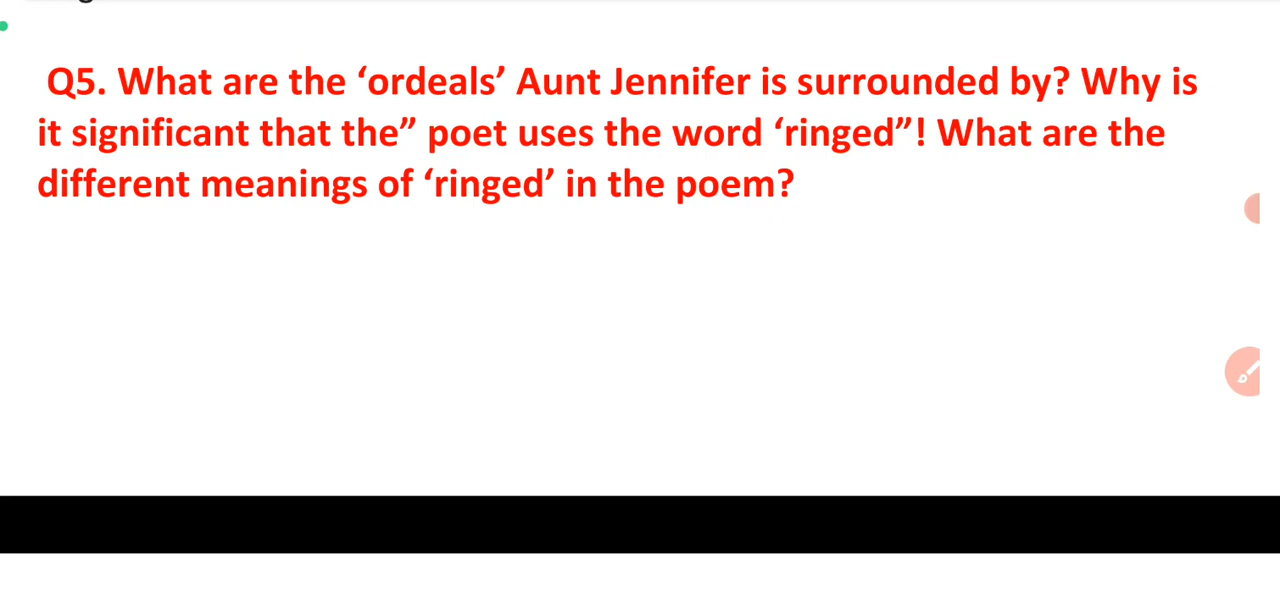 Q5. What are the ‘ordeals’ Aunt Jennifer is surrounded by? Why is
it significant that the” poet uses the word ‘ringed”! What are the
different meanings of ‘ringed’ in the poem?